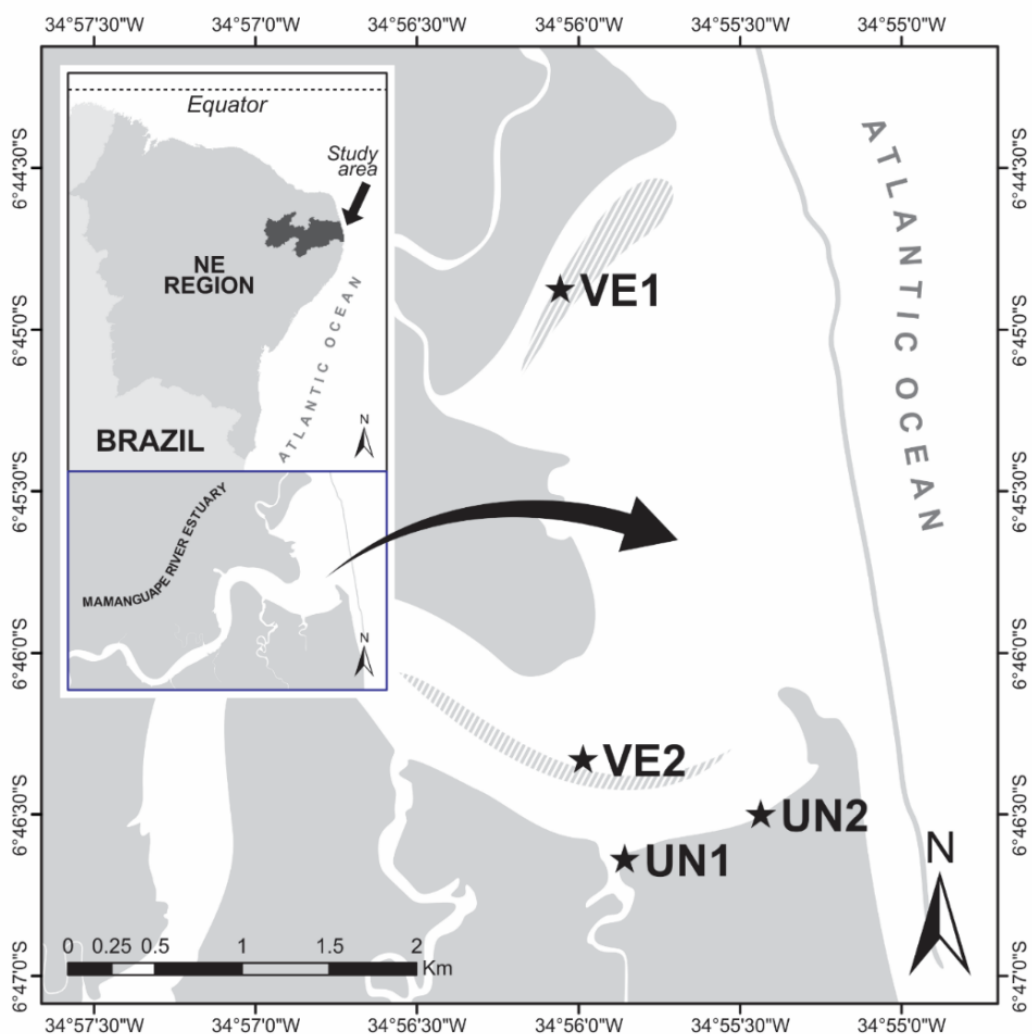 34°57'30"W 34°57'0"W 34°56'30"W 34°56'0"W 34°55'30"W 34°55'0"W
Equator
Study
area
NE
REGION
ATLANTIC OCEAN
BRAZIL
N
MAMANGUAPE RIVER ESTUARY
N
6°44'30"S
6°45'0"S
6°45'30"S
6°46'0"S
6°46'30"S
6°47'0"S
ATLANTIC OCEAN
VE1
VE2
UN2
UN1
N
0 0.25 0.5 1 1.5 2
Km
6°44'30"S
6°45'0"S
6°45'30"S
6°46'0"S
6°46'30"S
6°47'0"S
34°57'30"W 34°57'0"W 34°56'30"W 34°56'0"W 34°55'30"W 34°55'0"W